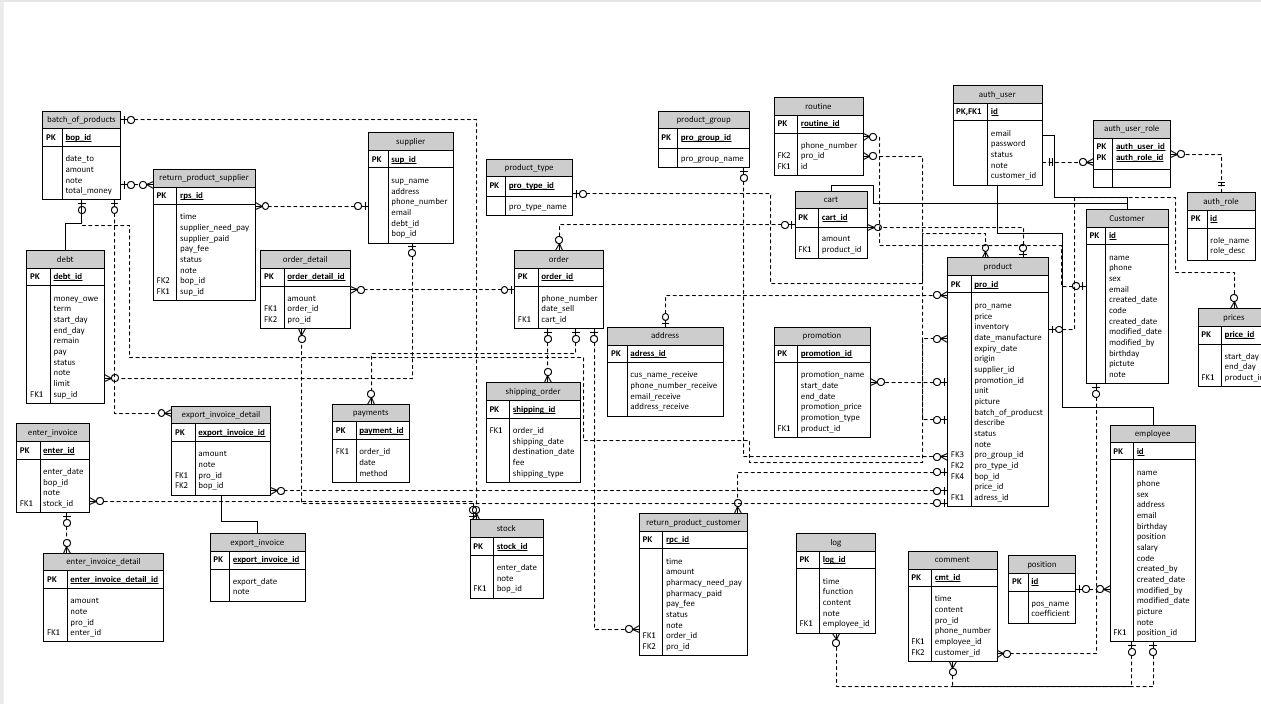 batch_of_products
PK bop_id
date_to
amount
note
total_money
return_product_supplier
PK rps_id
time
supplier_need_pay
supplier_paid
pay_fee
status
note
FK2 bop_id
FK1 sup_id
supplier
PK sup_id
sup_name
address
phone_number
email
debt_id
bop_id
product_type
PK pro_type_id
pro_type_name
product_group
PK pro_group_id
pro_group_name
routine
PK routine_id
phone_number
FK2 pro_id
FK1 id
auth_user
PK,FK1 id
email
password
status
note
customer_id
auth_user_role
PK auth_user_id
PK auth_role_id
auth_role
PK id
role_name
role_desc
cart
PK cart_id
amount
FK1 product_id
Customer
PK id
name
phone
sex
email
created_date
code
created_date
modified_date
modified_by
birthday
picture
note
debt
PK debt_id
money_owe
term
start_day
end_day
remain
pay
status
note
limit
FK1 sup_id
order_detail
PK order_detail_id
amount
FK1 order_id
FK2 pro_id
order
PK order_id
phone_number
date_sell
FK1 cart_id
product
PK pro_id
pro_name
price
inventory
date_manufacture
expiry_date
origin
supplier_id
promotion_id
unit
picture
batch_of_producst
describe
status
note
FK3 pro_group_id
FK2 pro_type_id
FK4 bop_id
price_id
FK1 adress_id
prices
PK price_id
start_day
end_day
FK1
address
PK adress_id
cus_name_receive
phone_number_receive
email_receive
address_receive
promotion
PK promotion_id
promotion_name
start_date
end_date
promotion_price
promotion_type
FK1 product_id
export_invoice_detail
PK export_invoice_id
amount
note
FK1 pro_id
FK2 bop_id
payments
PK payment_id
FK1 order_id
date
method
shipping_order
PK shipping_id
FK1 order_id
shipping_date
destination_date
fee
shipping_type
enter_invoice
PK enter_id
enter_date
bop_id
note
FK1 stock_id
employee
PK id
name
phone
sex
address
email
birthday
position
salary
code
created_by
created_date
modified_by
modified_date
picture
note
FK1 position_id
enter_invoice_detail
PK enter_invoice_detail_id
amount
note
pro_id
FK1 enter_id
export_invoice
PK export_invoice_id
export_date
note
stock
PK stock_id
enter_date
note
FK1 bop_id
return_product_customer
PK rpc_id
time
amount
pharmacy_need_pay
pharmacy_paid
pay_fee
status
note
FK1 order_id
FK2 pro_id
log
PK log_id
time
function
content
note
FK1 employee_id
comment
PK cmt_id
time
content
pro_id
phone_number
FK1 employee_id
FK2 customer_id
position
PK id
pos_name
coefficient